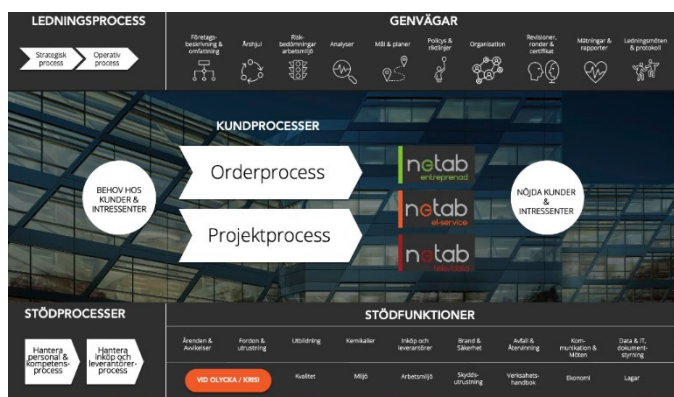 LEDNINGSPROCESS
Strategisk
process
Operativ
process
GENVÄGAR
Företags-
beskrivning &
omfattning
Årshjul
Risk-
bedömningar
arbetsmiljö
Analyser
Mål & planer
Policys &
riktlinjer
Organisation
Revisioner,
ronder &
certifikat
Mätningar &
rapporter
Ledningsmöten
& protokoll
KUNDPROCESSER
BEHOV HOS
KUNDER &
INTRESSENTER
Orderprocess
Projektprocess
netab
entreprenad
netab
el-service
netab
NÖJDA KUNDER
&
INTRESSENTER
STÖDPROCESSER
Hantera
personal &
kompetens-
process
Hantera
inköp och
leverantörer-
process
STÖDFUNKTIONER
Ärenden &
Avvikelser
Fordon &
utrustning
Utbildning
Kemikalier
Inköp och
leverantörer
Brand &
Säkerhet
Avfall &
Återvinning
Kom-
munikation &
Möten
Data & IT,
dokument-
styrning
VID OLYCKA / KRIS!
Kvalitet
Miljö
Arbetsmiljö
Skydds-
utrustning
Verksahets-
handbok
Ekonomi
Lagar